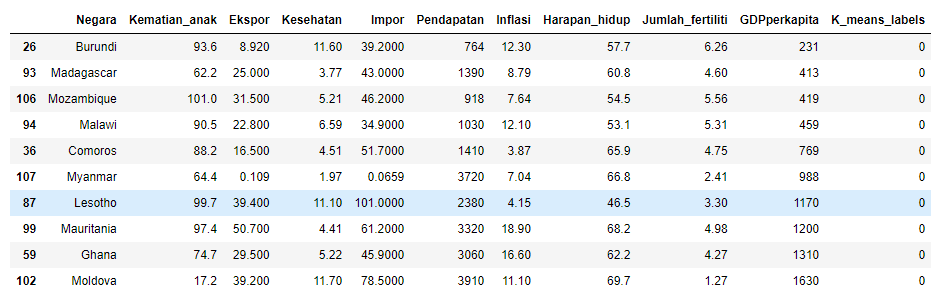 Negara Kematian_anak Ekspor Kesehatan Impor Pendapatan Inflasi Harapan_hidup Jumlah_fertiliti GDPperkapita K_means_labels
26 Burundi 93.6 8.920 11.60 39.2000 764 12.30 57.7 6.26 231 0
93 Madagascar 62.2 25.000 3.77 43.0000 1390 8.79 60.8 4.60 413 0
106 Mozambique 101.0 31.500 5.21 46.2000 918 7.64 54.5 5.56 419 0
94 Malawi 90.5 22.800 6.59 34.9000 1030 12.10 53.1 5.31 459 0
36 Comoros 88.2 16.500 4.51 51.7000 1410 3.87 65.9 4.75 769 0
107 Myanmar 64.4 0.109 1.97 0.0659 3720 7.04 66.8 2.41 988 0
87 Lesotho 99.7 39.400 11.10 101.0000 2380 4.15 46.5 3.30 1170 0
99 Mauritania 97.4 50.700 4.41 61.2000 3320 18.90 68.2 4.98 1200 0
59 Ghana 74.7 29.500 5.22 45.9000 3060 16.60 62.2 4.27 1310 0
102 Moldova 17.2 39.200 11.70 78.5000 3910 11.10 69.7 1.27 1630 0